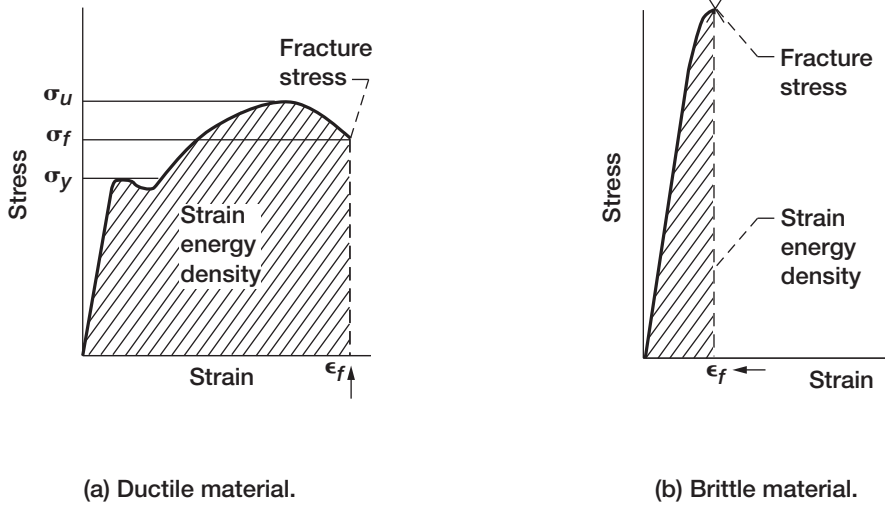 Fracture
stress
σu
σf
σy
Stress
Strain
energy
density
Strain
ϵf
(a) Ductile material.
Fracture
stress
Stress
Strain
energy
density
ϵf
Strain
(b) Brittle material.